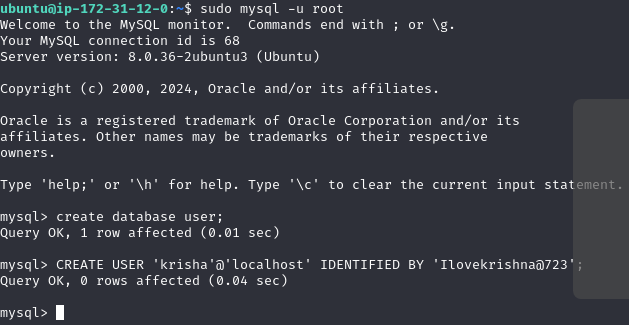 ubuntu@ip-172-31-12-0:~$ sudo mysql -u root
Welcome to the MySQL monitor.  Commands end with ; or \g.
Your MySQL connection id is 68
Server version: 8.0.36-2ubuntu3 (Ubuntu)
Copyright (c) 2000, 2024, Oracle and/or its affiliates.
Oracle is a registered trademark of Oracle Corporation and/or its
affiliates. Other names may be trademarks of their respective
owners.
Type 'help;' or '\h' for help. Type '\c' to clear the current input statement.
mysql> create database user;
Query OK, 1 row affected (0.01 sec)
mysql> CREATE USER 'krisha'@'localhost' IDENTIFIED BY 'Ilovekrishna@723';
Query OK, 0 rows affected (0.04 sec)
mysql>